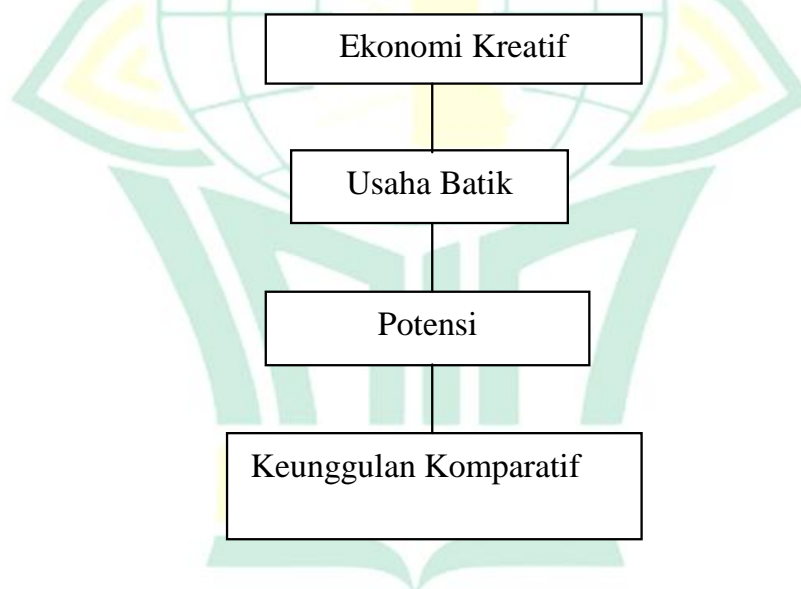 Ekonomi Kreatif
Usaha Batik
Potensi
Keunggulan Komparatif